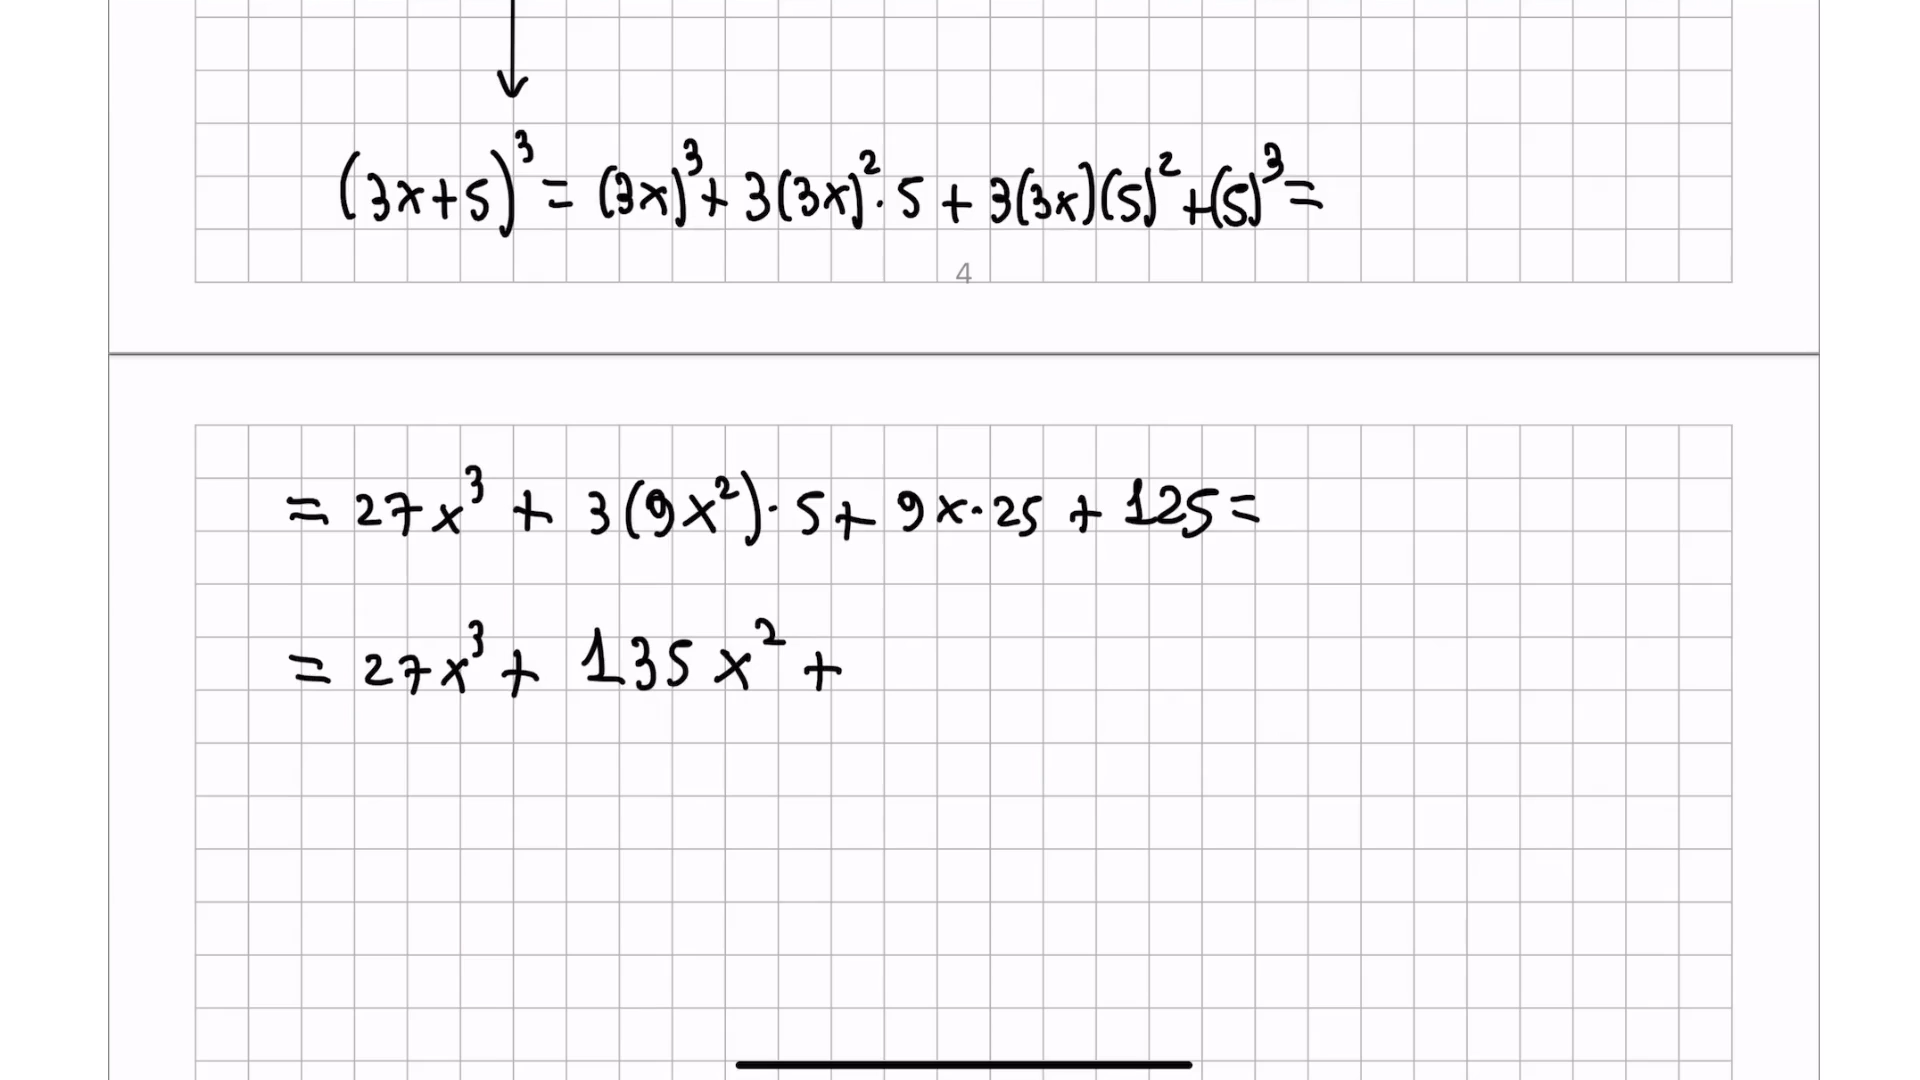 (3x+5)³ = (3x)³ + 3(3x)² · 5 + 3(3x)(5)² + (5)³ =
4
= 27x³ + 3(9x²) · 5 + 9x · 25 + 125 =
= 27x³ + 135x² +